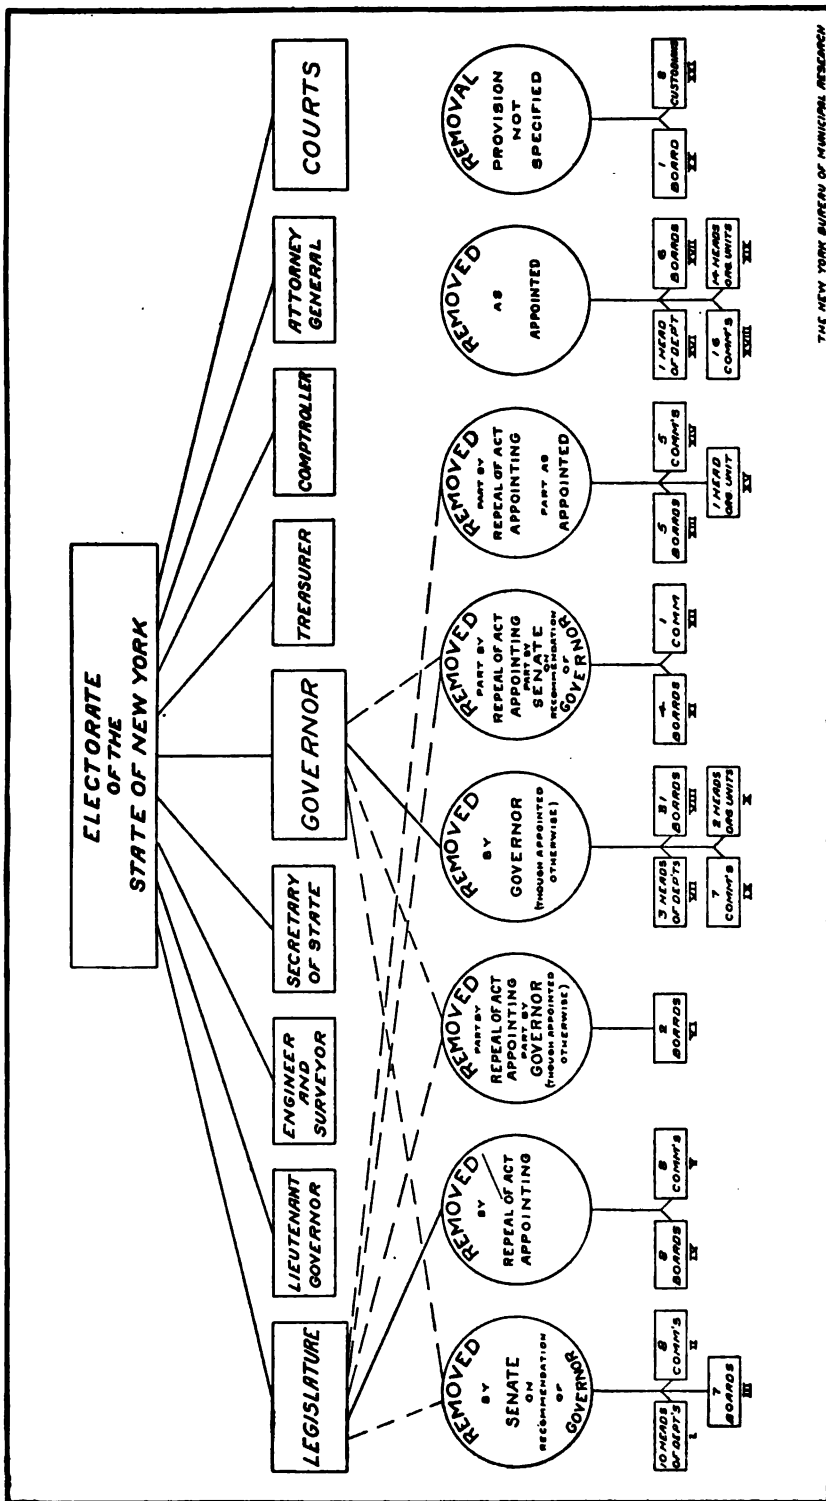 ELECTORATE
OF THE
STATE OF NEW YORK
LEGISLATURE
LIEUTENANT
GOVERNOR
ENGINEER
AND
SURVEYOR
SECRETARY
OF STATE
GOVERNOR
TREASURER
COMPTROLLER
ATTORNEY
GENERAL
COURTS
REMOVED
BY
SENATE
ON
RECOMMENDATION
OF
GOVERNOR
REMOVED
BY
REPEAL OF ACT
APPOINTING
REMOVED
PART BY
REPEAL OF ACT
APPOINTING
PART BY
GOVERNOR
(THOUGH APPOINTED
OTHERWISE)
REMOVED
BY
GOVERNOR
(THOUGH APPOINTED
OTHERWISE)
REMOVED
PART BY
REPEAL OF ACT
APPOINTING
PART BY
SENATE
ON
RECOMMENDATION
OF
GOVERNOR
REMOVED
PART BY
REPEAL OF ACT
APPOINTING
PART AS
APPOINTED
REMOVED
AS
APPOINTED
REMOVAL
PROVISION
NOT
SPECIFIED
10 HEADS
OF DEP'TS
I
8
COMM'S
II
7
BOARDS
III
8
BOARDS
IV
8
COMM'S
V
2
BOARDS
VI
3 HEADS
OF DEP'TS
VII
31
BOARDS
VIII
7
COMM'S
IX
2 HEADS
ORG UNITS
X
4
BOARDS
XI
1
COMM
XII
5
BOARDS
XIII
5
COMM'S
XIV
1 HEAD
ORG UNIT
XV
1 HEAD
OF DEP'T
XVI
6
BOARDS
XVII
16
COMM'S
XVIII
14 HEADS
ORG UNITS
XIX
1
BOARD
XX
8
CUSTODIANS
XXI
THE NEW YORK BUREAU OF MUNICIPAL RESEARCH